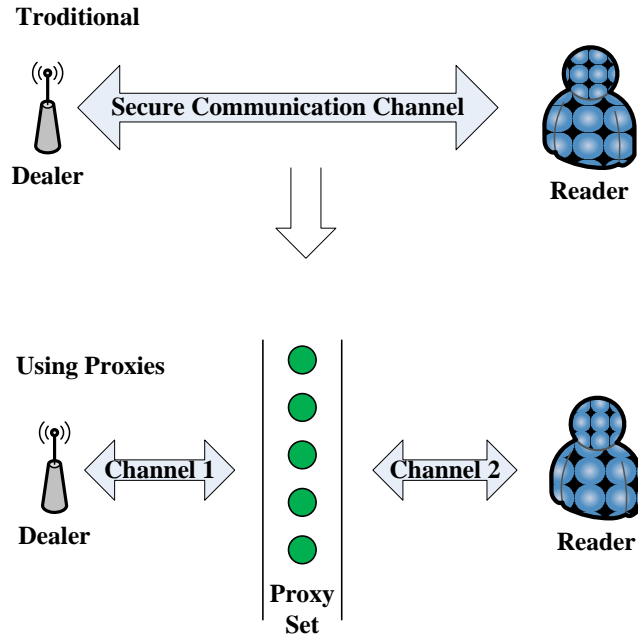 Troditional
Secure Communication Channel
Dealer
Reader
Using Proxies
Channel 1
Channel 2
Dealer
Reader
Proxy
Set